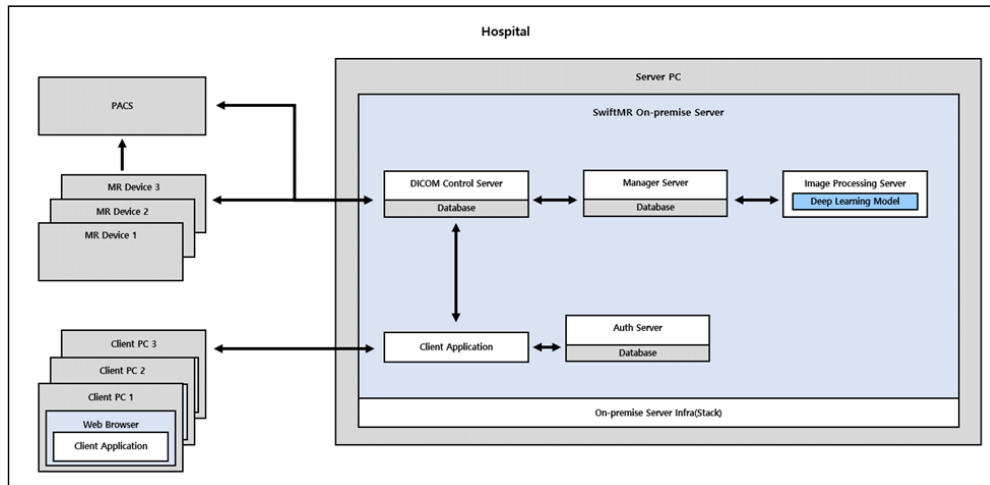 Hospital
Server PC
PACS
SwiftMR On-premise Server
MR Device 3
MR Device 2
MR Device 1
DICOM Control Server
Database
Manager Server
Database
Image Processing Server
Deep Learning Model
Client PC 3
Client PC 2
Client PC 1
Web Browser
Client Application
Client Application
Auth Server
Database
On-premise Server Infra(Stack)